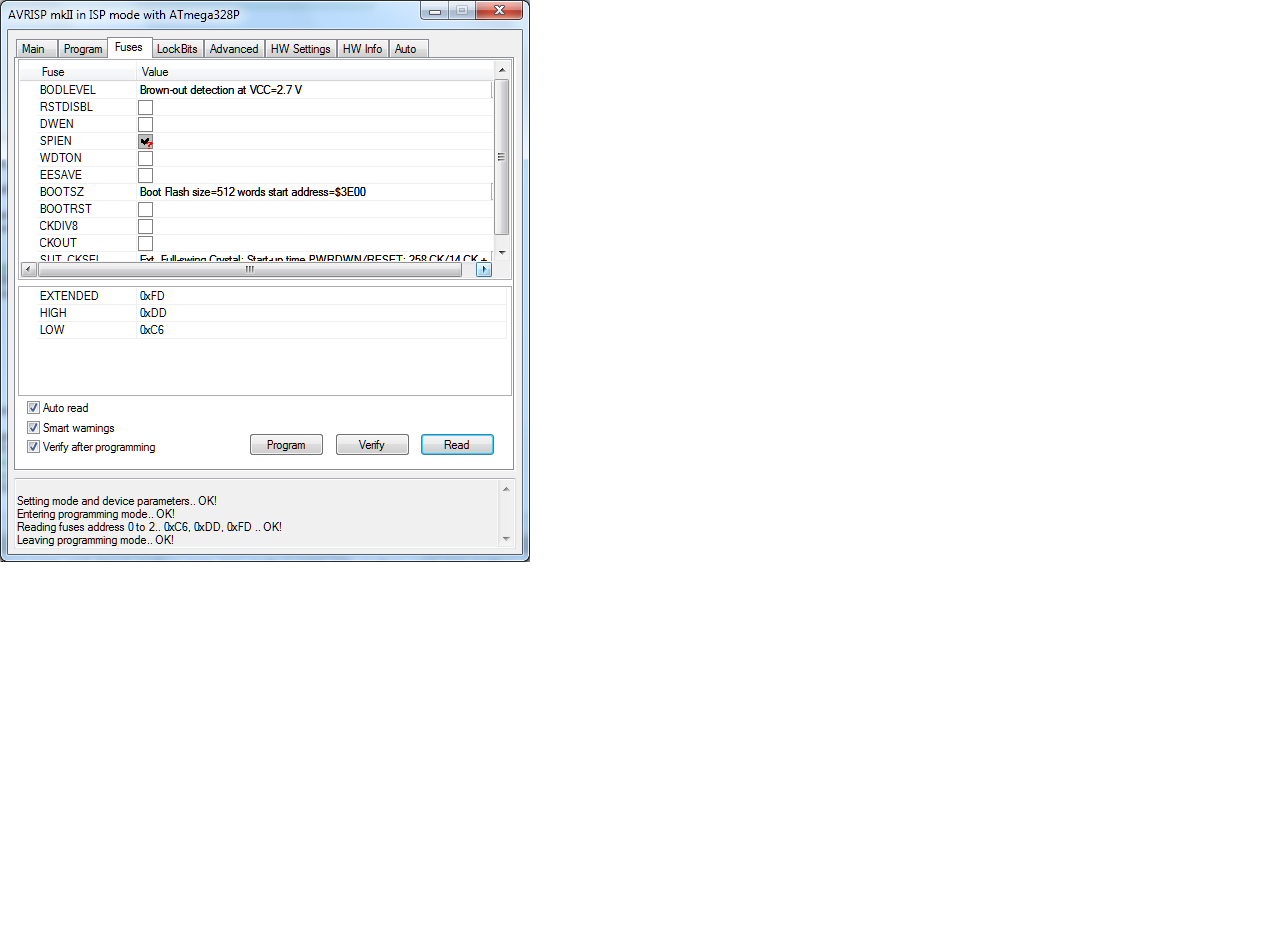 AVRISP mkII in ISP mode with ATmega328P
Main Program Fuses LockBits Advanced HW Settings HW Info Auto
Fuse Value
BODLEVEL Brown-out detection at VCC=2.7 V
RSTDISBL
DWEN
SPIEN
WDTON
EESAVE
BOOTSZ Boot Flash size=512 words start address=$3E00
BOOTRST
CKDIV8
CKOUT
SUT_CKSEL Ext. Full-swing Crystal; Start-up time PWRDWN/RESET: 258 CK/14 CK +
EXTENDED 0xFD
HIGH 0xDD
LOW 0xC6
Auto read
Smart warnings
Verify after programming
Program Verify Read
Setting mode and device parameters.. OK!
Entering programming mode.. OK!
Reading fuses address 0 to 2.. 0xC6, 0xDD, 0xFD .. OK!
Leaving programming mode.. OK!